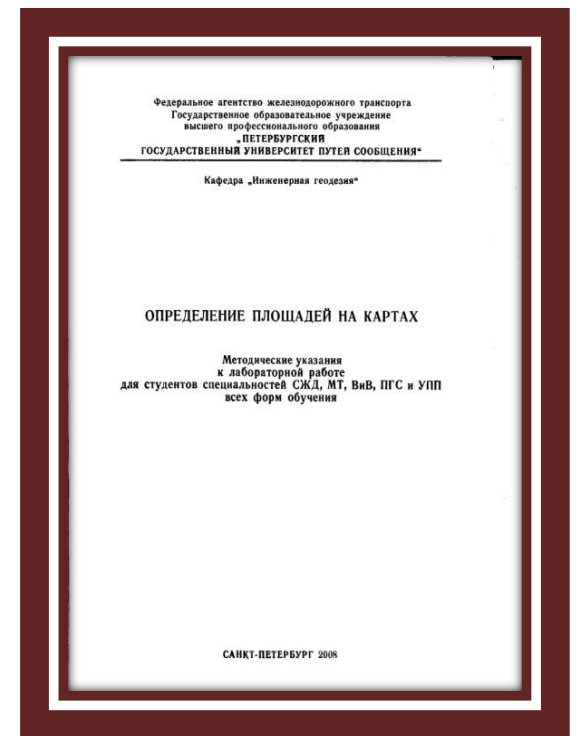 Федеральное агентство железнодорожного транспорта
Государственное образовательное учреждение
высшего профессионального образования
„ПЕТЕРБУРГСКИЙ
ГОСУДАРСТВЕННЫЙ УНИВЕРСИТЕТ ПУТЕЙ СООБЩЕНИЯ“
Кафедра „Инженерная геодезия“
ОПРЕДЕЛЕНИЕ ПЛОЩАДЕЙ НА КАРТАХ
Методические указания
к лабораторной работе
для студентов специальностей СЖД, МТ, ВиВ, ПГС и УПП
всех форм обучения
САНКТ-ПЕТЕРБУРГ 2008